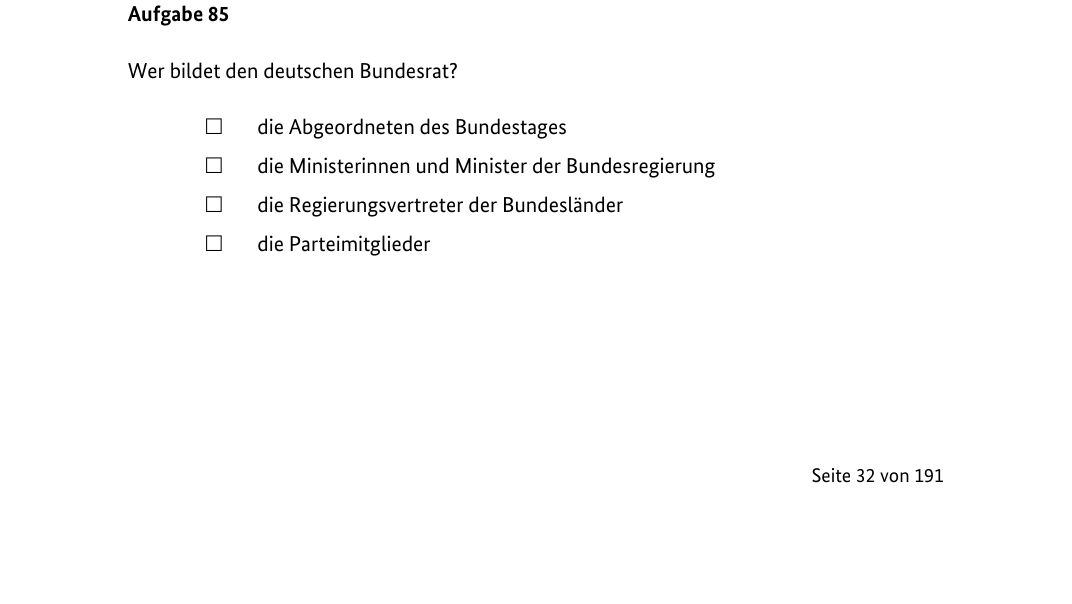 Aufgabe 85
Wer bildet den deutschen Bundesrat?
☐ die Abgeordneten des Bundestages
☐ die Ministerinnen und Minister der Bundesregierung
☐ die Regierungsvertreter der Bundesländer
☐ die Parteimitglieder
Seite 32 von 191